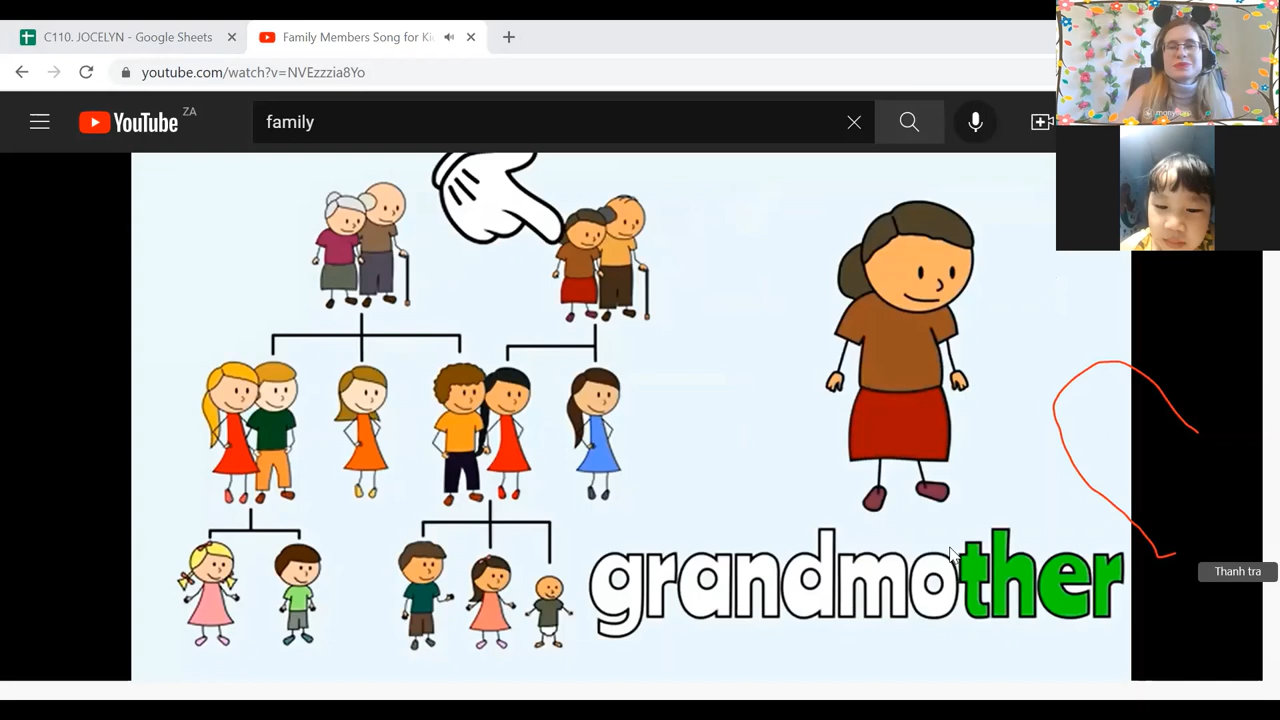 C110. JOCELYN - Google Sheets
Family Members Song for Ki
youtube.com/watch?v=NVEzzzia8Yo
YouTube ZA
family
grandmother
Thanh tra